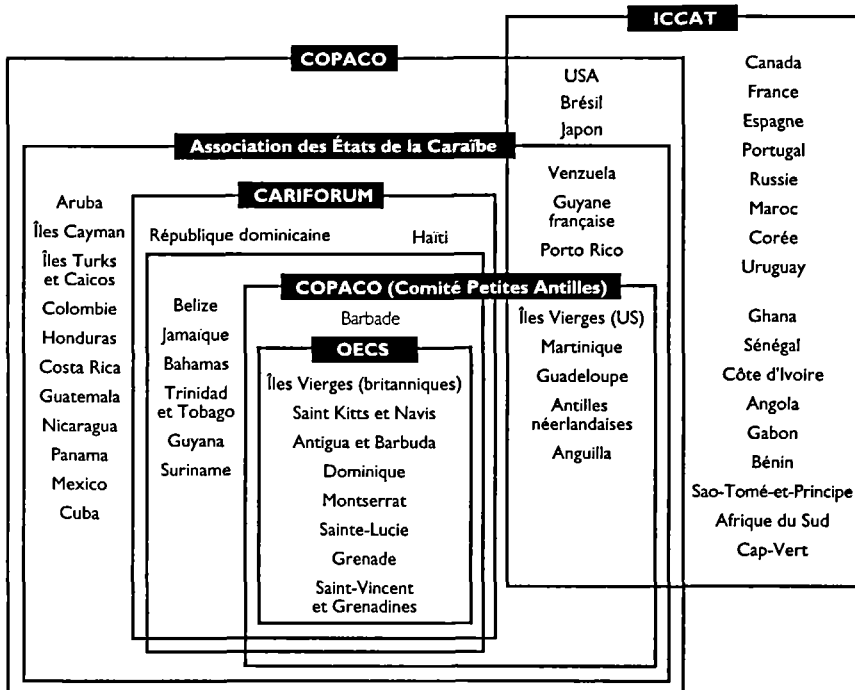 ICCAT
COPACO
USA
Brésil
Japon
Canada
France
Espagne
Portugal
Russie
Maroc
Corée
Uruguay
Ghana
Sénégal
Côte d'Ivoire
Angola
Gabon
Bénin
Sao-Tomé-et-Principe
Afrique du Sud
Cap-Vert
Association des États de la Caraïbe
Venzuela
Guyane
française
Porto Rico
Aruba
Îles Cayman
Îles Turks
et Caicos
Colombie
Honduras
Costa Rica
Guatemala
Nicaragua
Panama
Mexico
Cuba
CARIFORUM
République dominicaine
Haïti
Belize
Jamaïque
Bahamas
Trinidad
et Tobago
Guyana
Suriname
COPACO (Comité Petites Antilles)
Barbade
Îles Vierges (US)
Martinique
Guadeloupe
Antilles
néerlandaises
Anguilla
OECS
Îles Vierges (britanniques)
Saint Kitts et Navis
Antigua et Barbuda
Dominique
Montserrat
Sainte-Lucie
Grenade
Saint-Vincent
et Grenadines